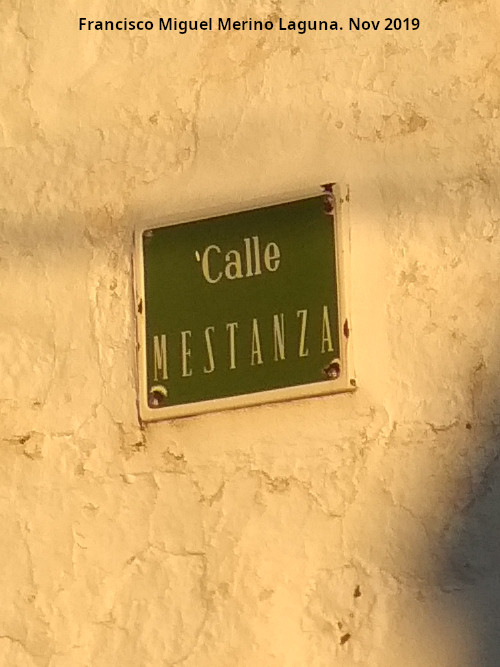 Francisco Miguel Merino Laguna. Nov 2019
Calle
MESTANZA